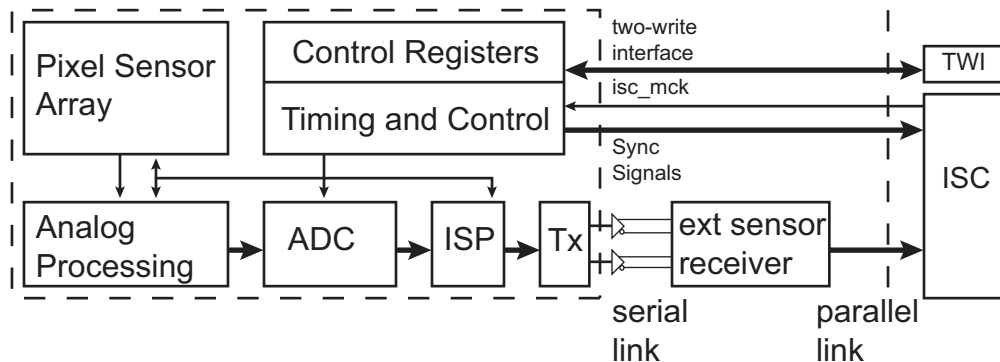 Pixel Sensor
Array
Control Registers
Timing and Control
two-write
interface
isc_mck
Sync
Signals
TWI
ISC
Analog
Processing
ADC
ISP
Tx
ext sensor
receiver
serial
link
parallel
link